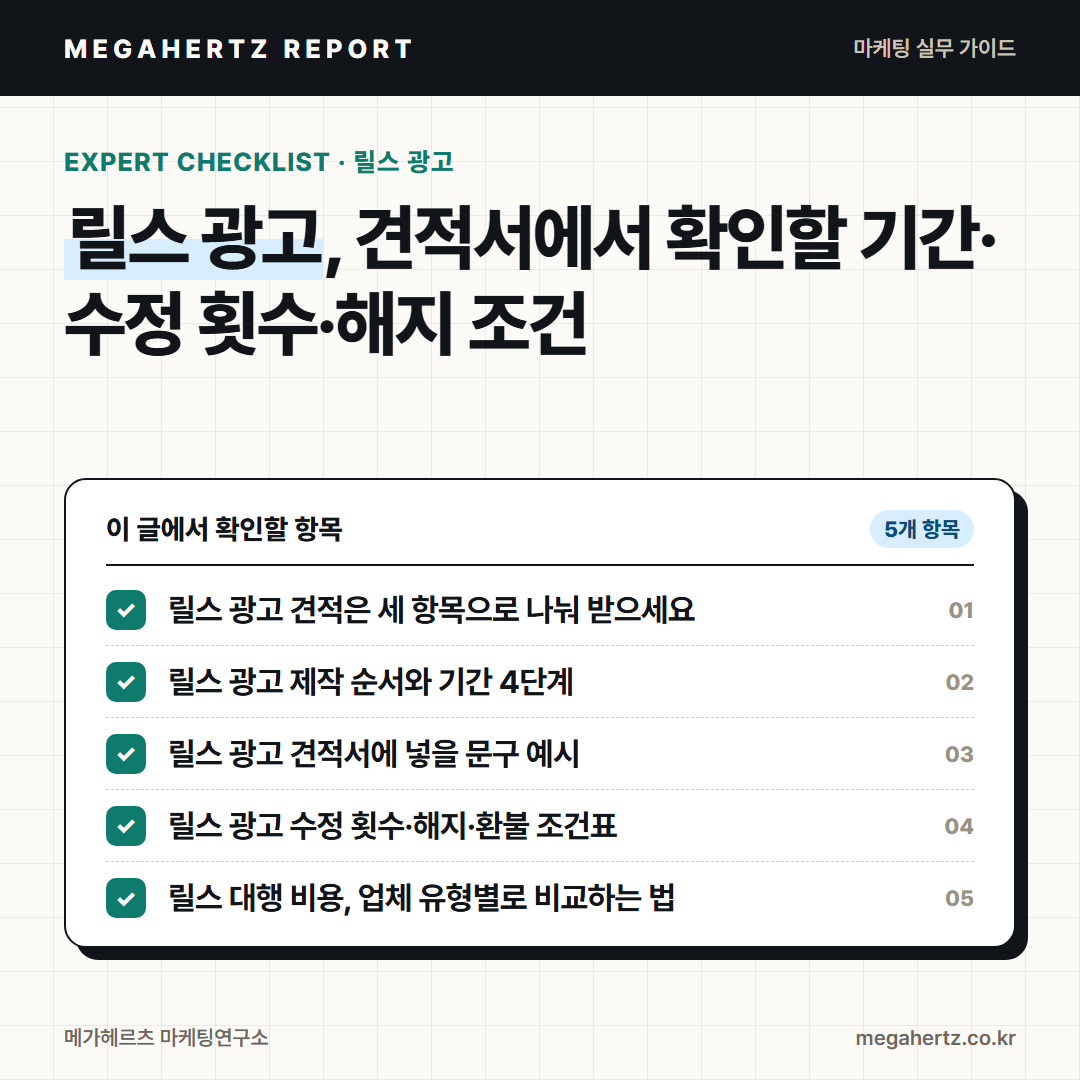 MEGAHERTZ REPORT
마케팅 실무 가이드
EXPERT CHECKLIST · 릴스 광고
릴스 광고, 견적서에서 확인할 기간·
수정 횟수·해지 조건
이 글에서 확인할 항목
5개 항목
릴스 광고 견적은 세 항목으로 나눠 받으세요
01
릴스 광고 제작 순서와 기간 4단계
02
릴스 광고 견적서에 넣을 문구 예시
03
릴스 광고 수정 횟수·해지·환불 조건표
04
릴스 대행 비용, 업체 유형별로 비교하는 법
05
메가헤르츠 마케팅연구소
megahertz.co.kr